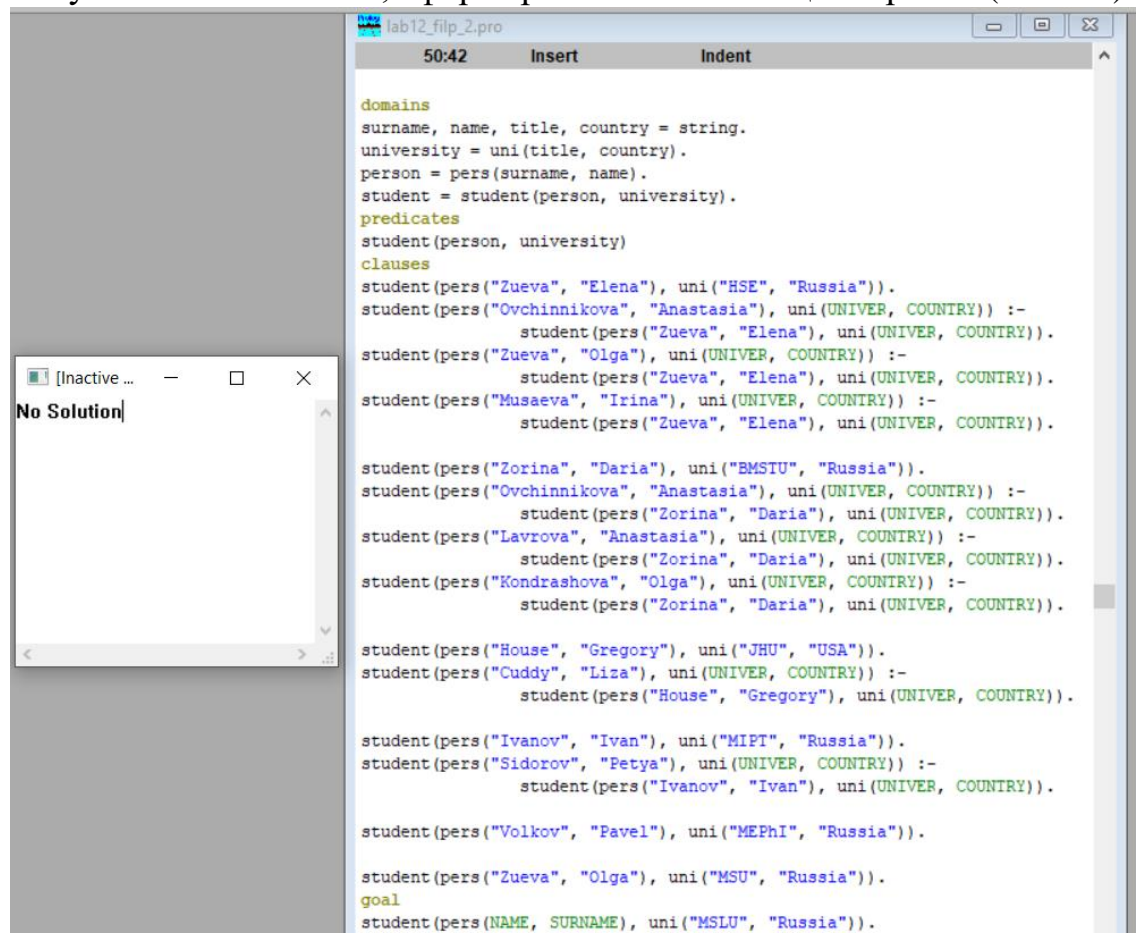 lab12_filp_2.pro
50:42 Insert Indent
domains
surname, name, title, country = string.
university = uni(title, country).
person = pers(surname, name).
student = student(person, university).
predicates
student(person, university)
clauses
student(pers("Zueva", "Elena"), uni("HSE", "Russia")).
student(pers("Ovchinnikova", "Anastasia"), uni(UNIVER, COUNTRY)) :-
student(pers("Zueva", "Elena"), uni(UNIVER, COUNTRY)).
student(pers("Zueva", "Olga"), uni(UNIVER, COUNTRY)) :-
student(pers("Zueva", "Elena"), uni(UNIVER, COUNTRY)).
student(pers("Musaeva", "Irina"), uni(UNIVER, COUNTRY)) :-
student(pers("Zueva", "Elena"), uni(UNIVER, COUNTRY)).
student(pers("Zorina", "Daria"), uni("BMSTU", "Russia")).
student(pers("Ovchinnikova", "Anastasia"), uni(UNIVER, COUNTRY)) :-
student(pers("Zorina", "Daria"), uni(UNIVER, COUNTRY)).
student(pers("Lavrova", "Anastasia"), uni(UNIVER, COUNTRY)) :-
student(pers("Zorina", "Daria"), uni(UNIVER, COUNTRY)).
student(pers("Kondrashova", "Olga"), uni(UNIVER, COUNTRY)) :-
student(pers("Zorina", "Daria"), uni(UNIVER, COUNTRY)).
student(pers("House", "Gregory"), uni("JHU", "USA")).
student(pers("Cuddy", "Liza"), uni(UNIVER, COUNTRY)) :-
student(pers("House", "Gregory"), uni(UNIVER, COUNTRY)).
student(pers("Ivanov", "Ivan"), uni("MIPT", "Russia")).
student(pers("Sidorov", "Petya"), uni(UNIVER, COUNTRY)) :-
student(pers("Ivanov", "Ivan"), uni(UNIVER, COUNTRY)).
student(pers("Volkov", "Pavel"), uni("MEPhI", "Russia")).
student(pers("Zueva", "Olga"), uni("MSU", "Russia")).
goal
student(pers(NAME, SURNAME), uni("MSLU", "Russia")).
[Inactive ...
No Solution